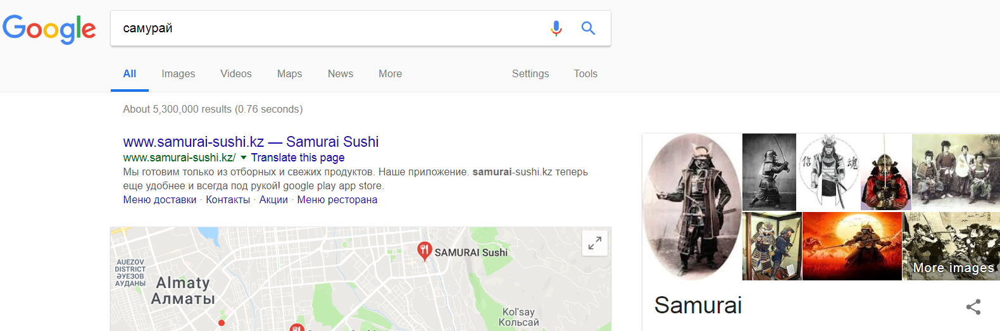 Google
самурай
All Images Videos Maps News More Settings Tools
About 5,300,000 results (0.76 seconds)
www.samurai-sushi.kz — Samurai Sushi
www.samurai-sushi.kz/ Translate this page
Мы готовим только из отборных и свежих продуктов. Наше приложение. samurai-sushi.kz теперь
еще удобнее и всегда под рукой! google play app store.
Меню доставки · Контакты · Акции · Меню ресторана
SAMURAI Sushi
AUEZOV
DISTRICT
ӘУЕЗОВ
АУДАНЫ
Almaty
Алматы
Kol'say
Кольсай
信 魂
More images
Samurai